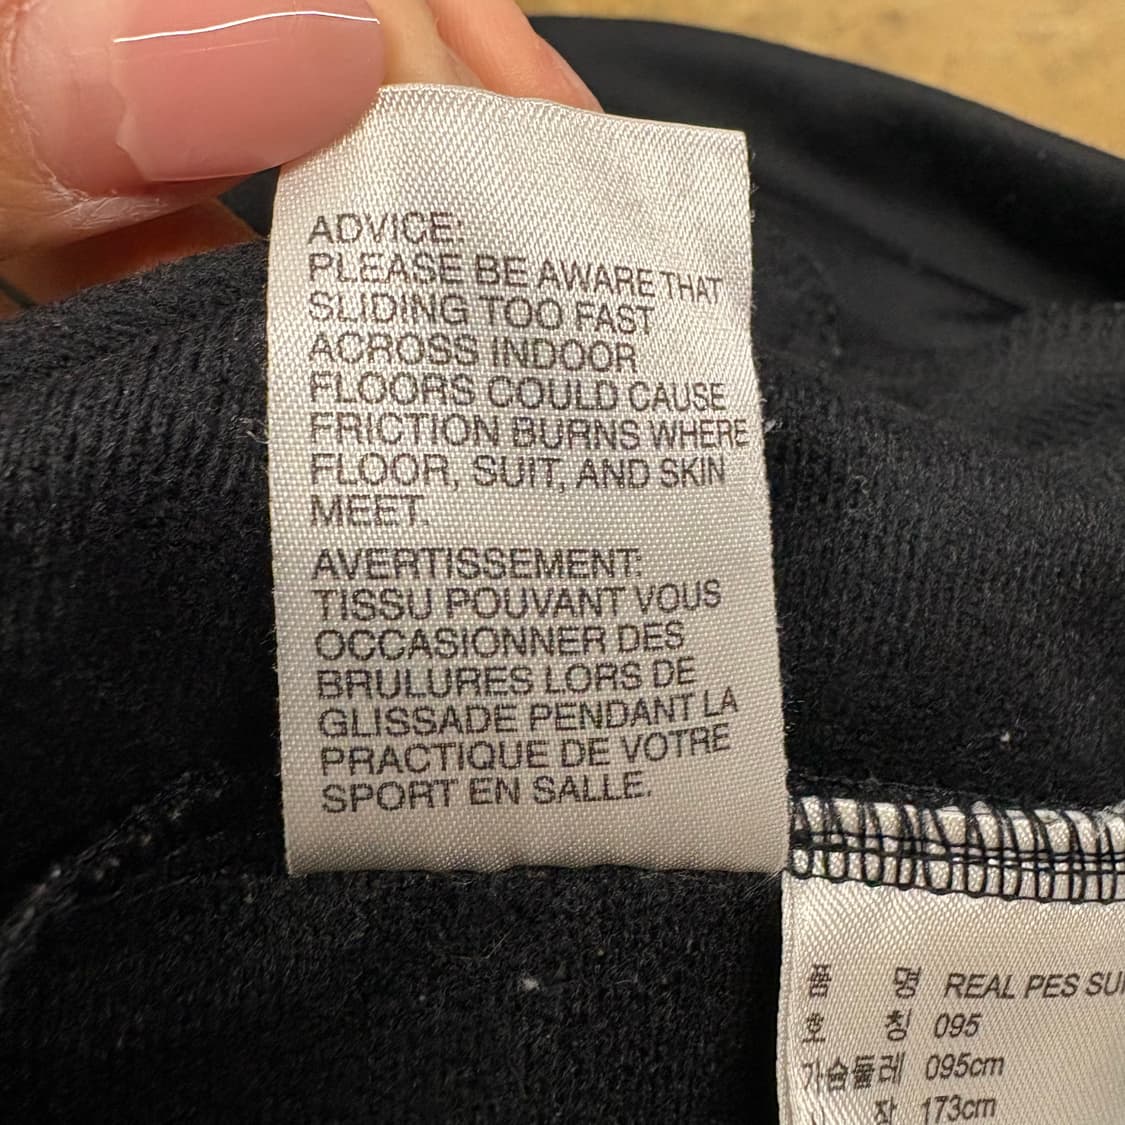 ADVICE:
PLEASE BE AWARE THAT
SLIDING TOO FAST
ACROSS INDOOR
FLOORS COULD CAUSE
FRICTION BURNS WHERE
FLOOR, SUIT, AND SKIN
MEET.
AVERTISSEMENT:
TISSU POUVANT VOUS
OCCASIONNER DES
BRULURES LORS DE
GLISSADE PENDANT LA
PRACTIQUE DE VOTRE
SPORT EN SALLE.
품 명 REAL PES
호 칭 095
가슴둘레 095cm
173cm